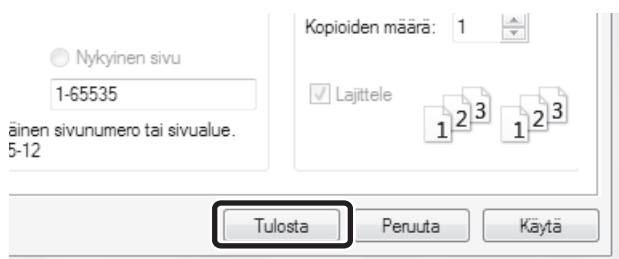 Kopioiden määrä: 1
Nykyinen sivu
1-65535
Lajittele
1 2 3 1 2 3
äinen sivunumero tai sivualue.
5-12
Tulosta Peruuta Käytä